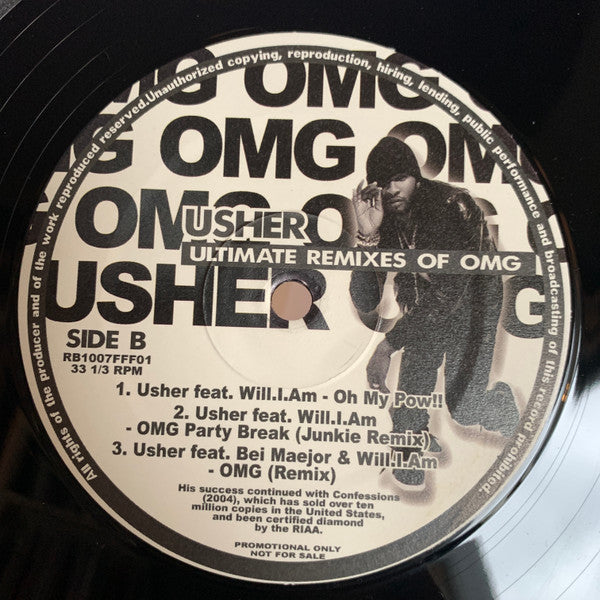 All rights of the producer and of the work reproduced reserved. Unauthorized copying, reproduction, hiring, lending, public performance and broadcasting of this record prohibited.
G OMG
G OMG OMG
OMG O
USHER
ULTIMATE REMIXES OF OMG
USHER G
SIDE B
RB1007FFF01
33 1/3 RPM
1. Usher feat. Will.I.Am - Oh My Pow!!
2. Usher feat. Will.I.Am
- OMG Party Break (Junkie Remix)
3. Usher feat. Bei Maejor & Will.I.Am
- OMG (Remix)
His success continued with Confessions
(2004), which has sold over ten
million copies in the United States,
and been certified diamond
by the RIAA.
PROMOTIONAL ONLY
NOT FOR SALE